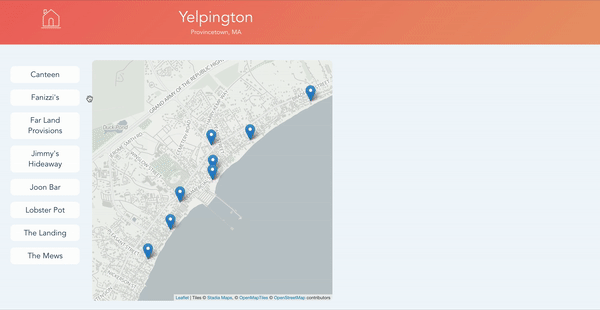 Yelpington
Provincetown, MA
Canteen
Fanizzi's
Far Land
Provisions
Jimmy's
Hideaway
Joon Bar
Lobster Pot
The Landing
The Mews
GRAND ARMY OF THE REPUBLIC HIGH
Leaflet | Tiles © Stadia Maps, © OpenMapTiles © OpenStreetMap contributors